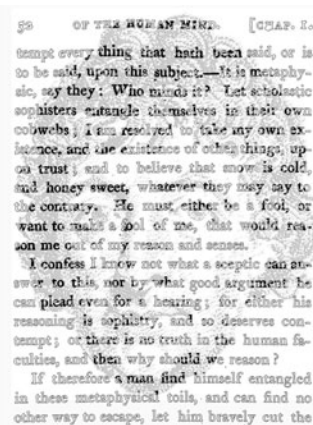 52 OF THE HUMAN MIND. [CHAP. I.
tempt every thing that hath been said, or is
to be said, upon this subject.—It is metaphy-
sic, say they: Who minds it? Let scholastic
sophisters entangle themselves in their own
cobwebs; I am resolved to take my own ex-
istence, and the existence of other things, up-
on trust; and to believe that snow is cold,
and honey sweet, whatever they may say to
the contrary. He must either be a fool, or
want to make a fool of me, that would rea-
son me out of my reason and senses.
I confess I know not what a sceptic can an-
swer to this, nor by what good argument he
can plead even for a hearing; for either his
reasoning is sophistry, and so deserves con-
tempt; or there is no truth in the human fa-
culties, and then why should we reason?
If therefore a man find himself entangled
in these metaphysical toils, and can find no
other way to escape, let him bravely cut the